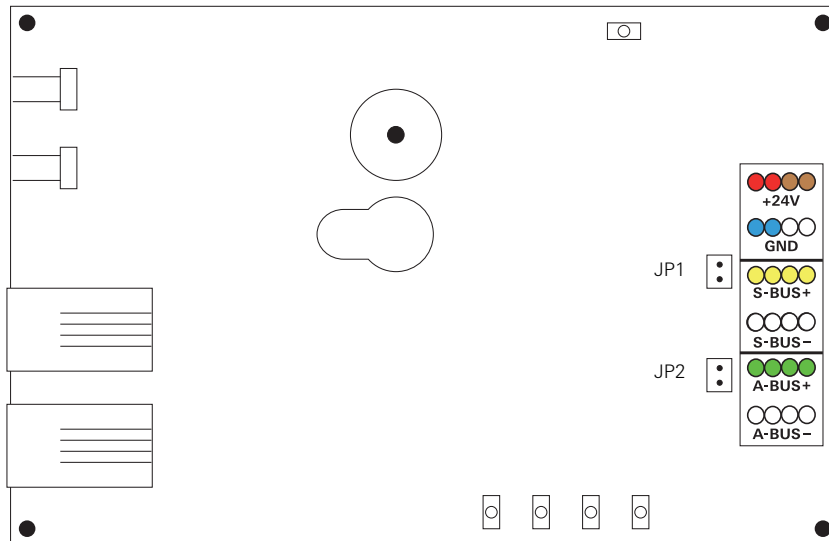 +24V
GND
JP1
S-BUS+
S-BUS−
JP2
A-BUS+
A-BUS−